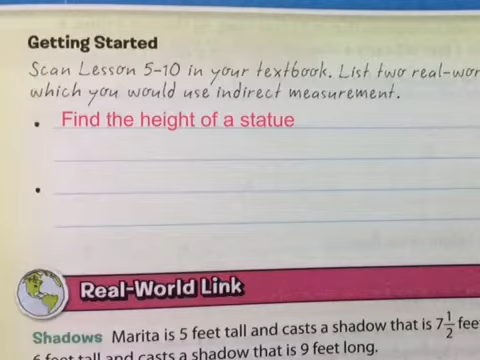 Getting Started
Scan Lesson 5-10 in your textbook. List two real-wor
which you would use indirect measurement.
• Find the height of a statue
•
Real-World Link
Shadows Marita is 5 feet tall and casts a shadow that is 7 1/2 fee
6 feet tall and casts a shadow that is 9 feet long.